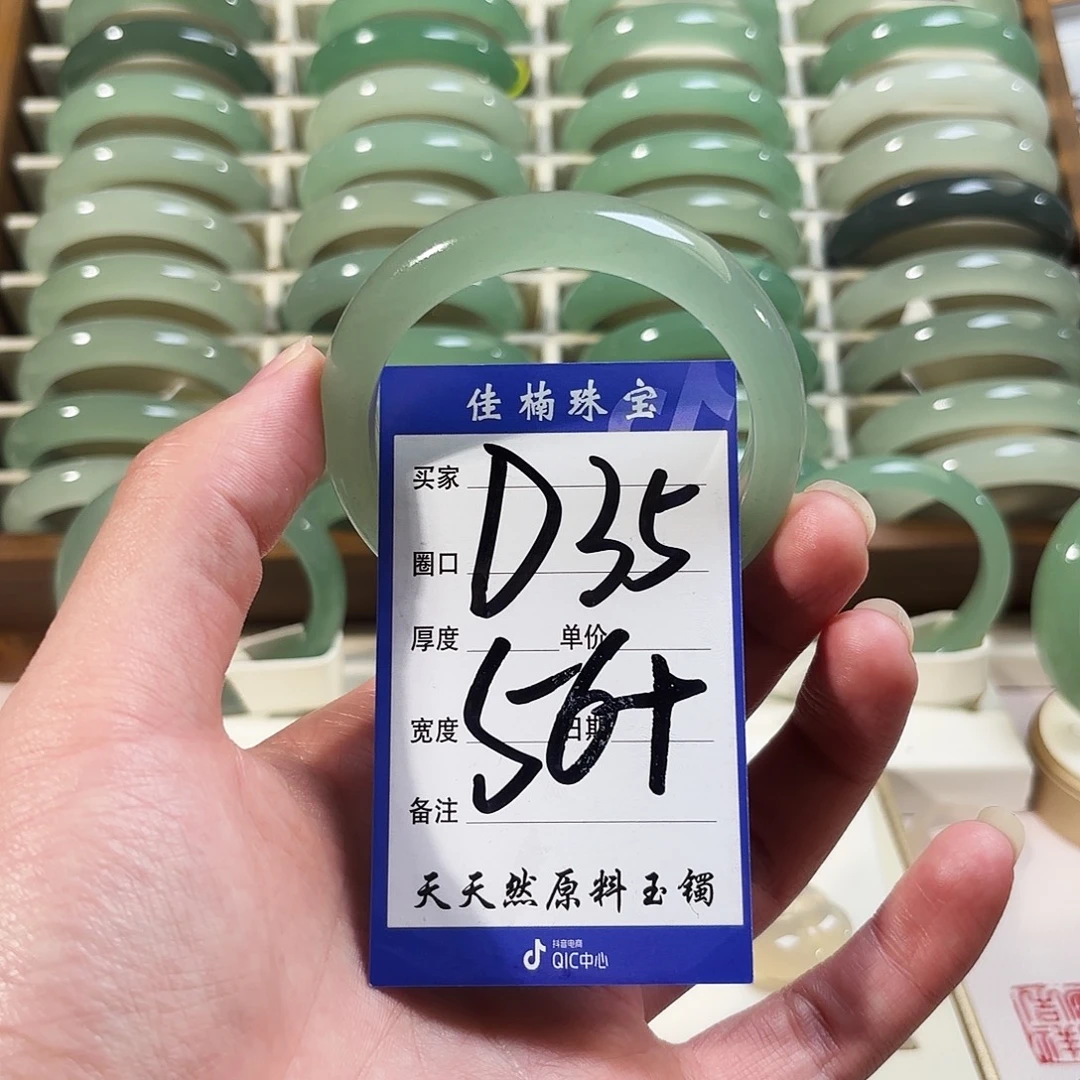 佳楠珠宝
买家
D35
圈口
厚度 单价
56+
宽度 日期
备注
天天然原料玉镯
抖音电商
QIC中心